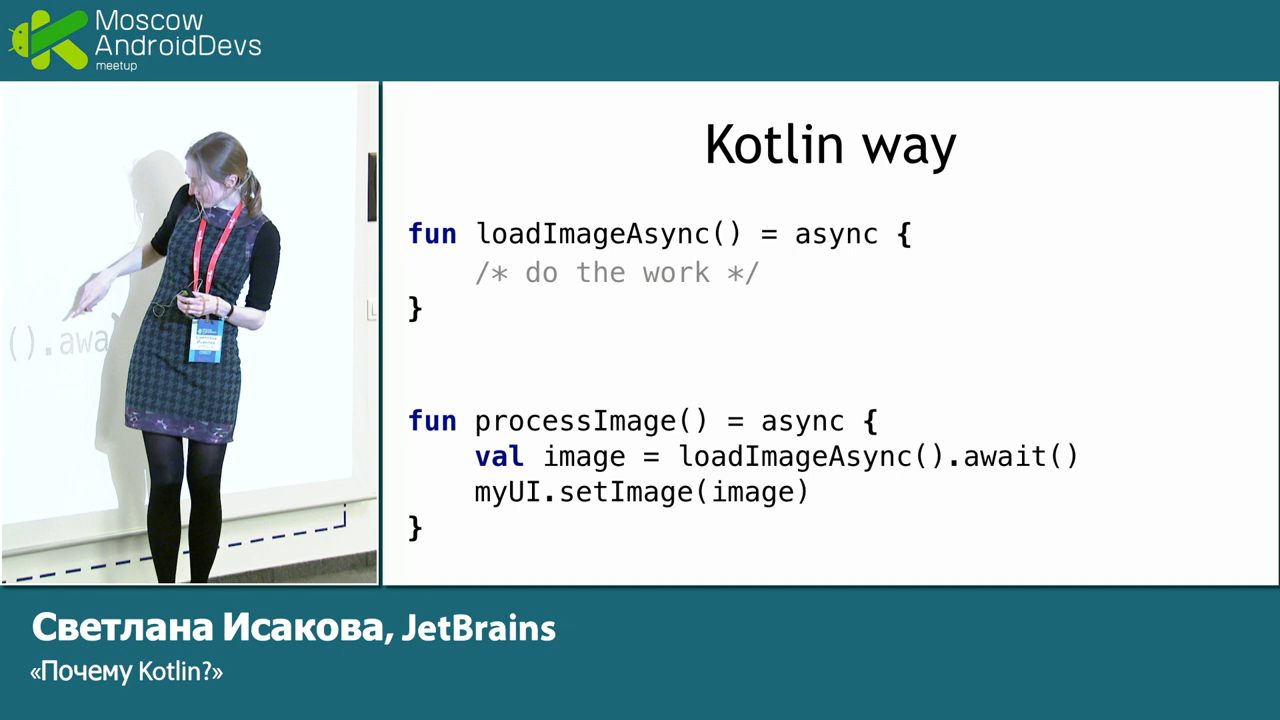 Moscow
AndroidDevs
meetup
().awa
Kotlin way
fun loadImageAsync() = async {
/* do the work */
}
fun processImage() = async {
val image = loadImageAsync().await()
myUI.setImage(image)
}
Светлана Исакова, JetBrains
«Почему Kotlin?»